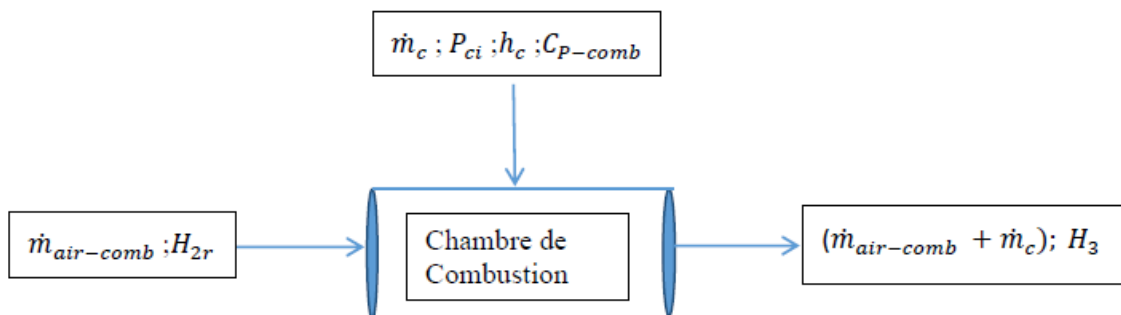 ṁ_c ; P_ci ;h_c ;C_P−comb
ṁ_air−comb ;H_2r
Chambre de
Combustion
(ṁ_air−comb + ṁ_c); H_3